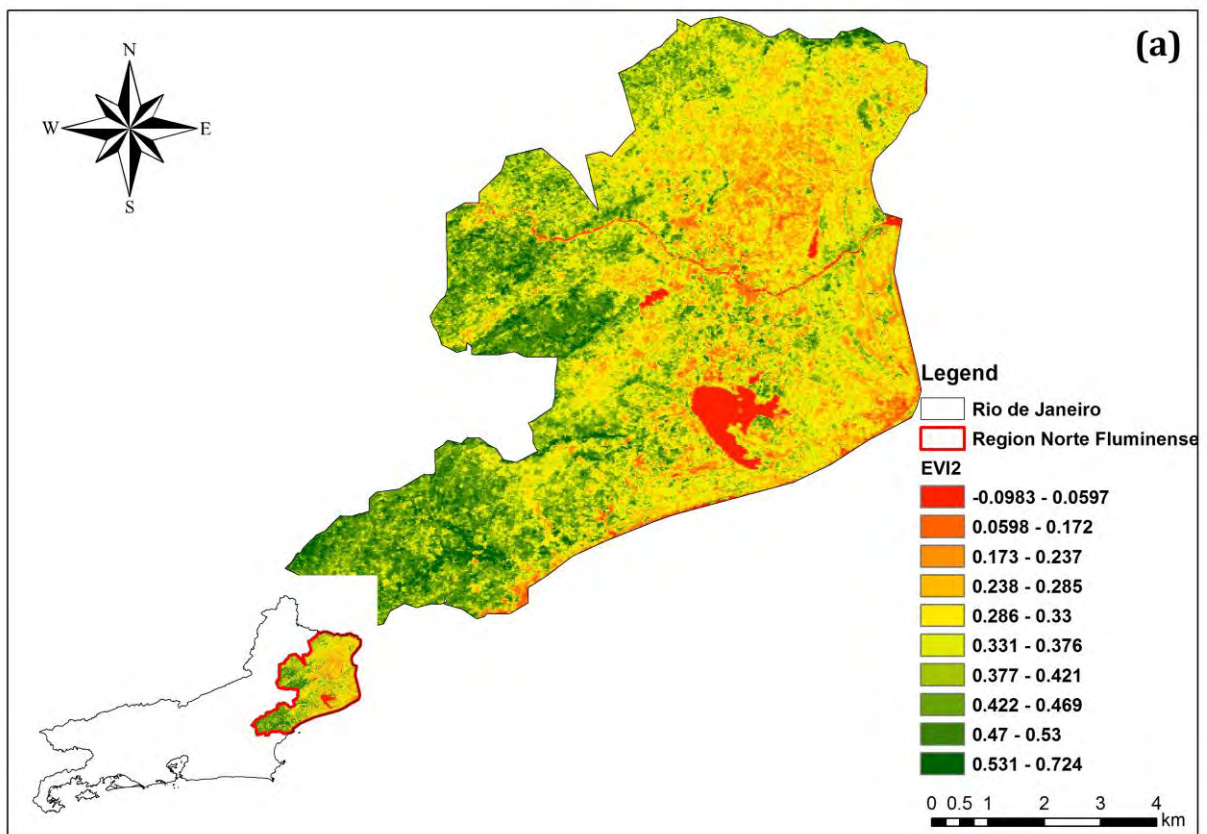 (a)
N
W
E
S
Legend
Rio de Janeiro
Region Norte Fluminense
EVI2
-0.0983 - 0.0597
0.0598 - 0.172
0.173 - 0.237
0.238 - 0.285
0.286 - 0.33
0.331 - 0.376
0.377 - 0.421
0.422 - 0.469
0.47 - 0.53
0.531 - 0.724
0 0.5 1 2 3 4
km